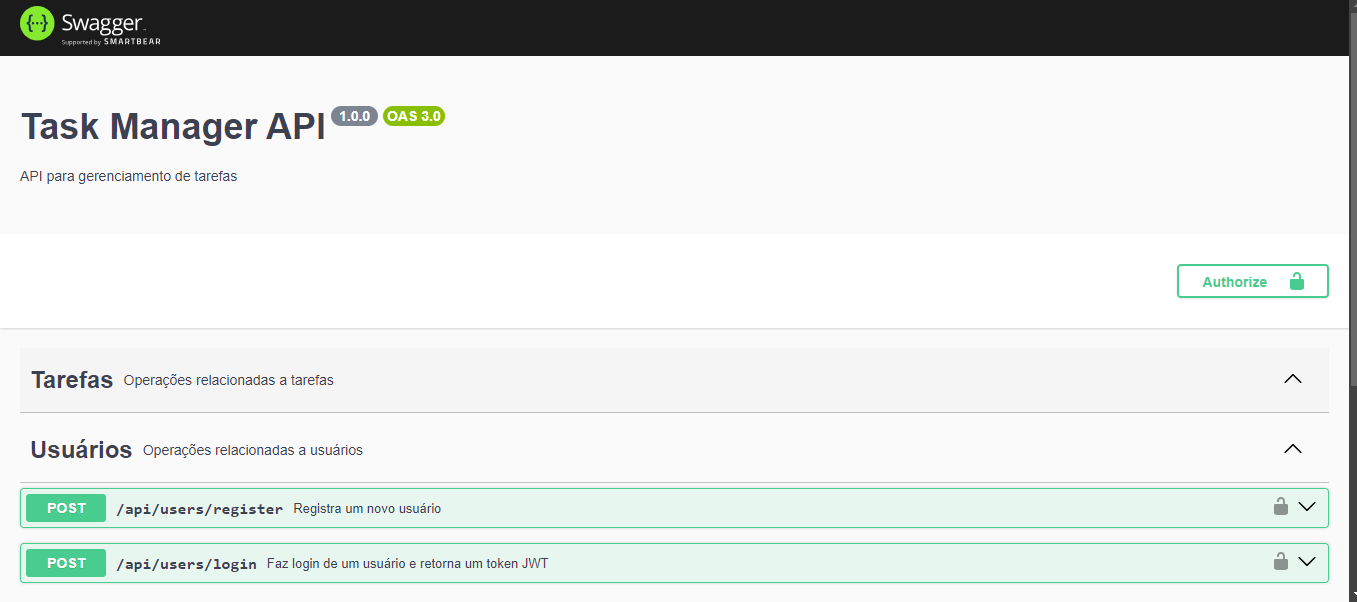 Swagger
Supported by SMARTBEAR
Task Manager API 1.0.0 OAS 3.0
API para gerenciamento de tarefas
Authorize
Tarefas Operações relacionadas a tarefas
Usuários Operações relacionadas a usuários
POST /api/users/register Registra um novo usuário
POST /api/users/login Faz login de um usuário e retorna um token JWT